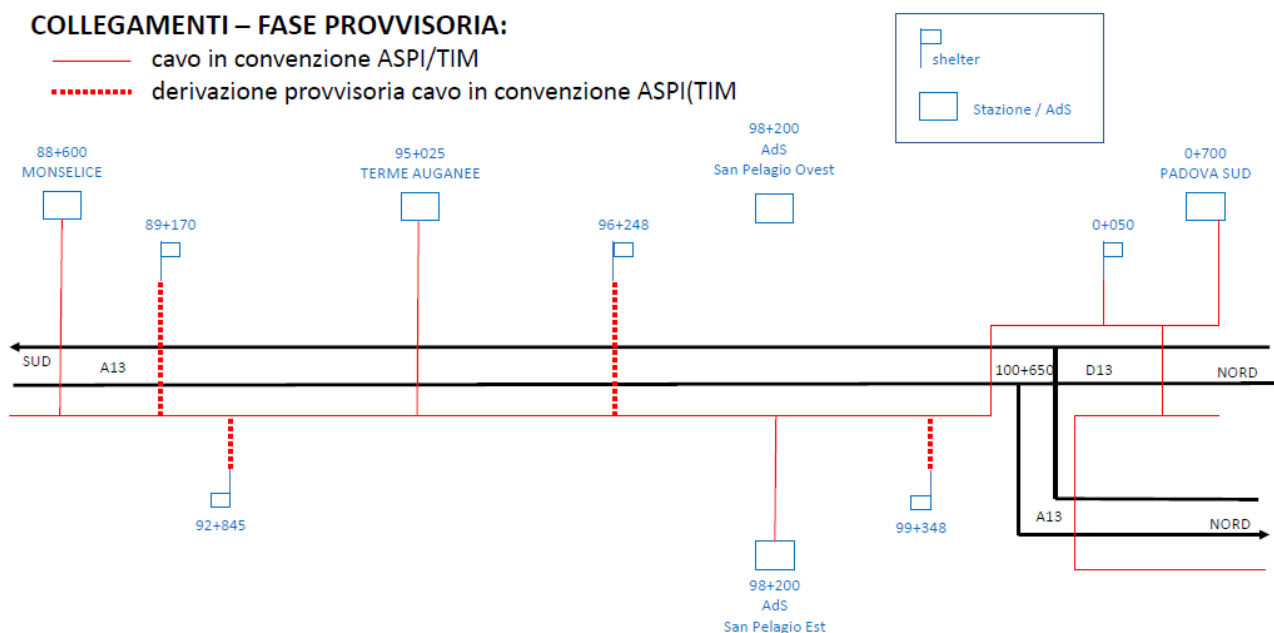 COLLEGAMENTI – FASE PROVVISORIA:
cavo in convenzione ASPI/TIM
derivazione provvisoria cavo in convenzione ASPI(TIM
shelter
Stazione / AdS
88+600
MONSELICE
95+025
TERME AUGANEE
98+200
AdS
San Pelagio Ovest
0+700
PADOVA SUD
89+170
96+248
0+050
SUD
A13
100+650
D13
NORD
92+845
99+348
A13
NORD
98+200
AdS
San Pelagio Est